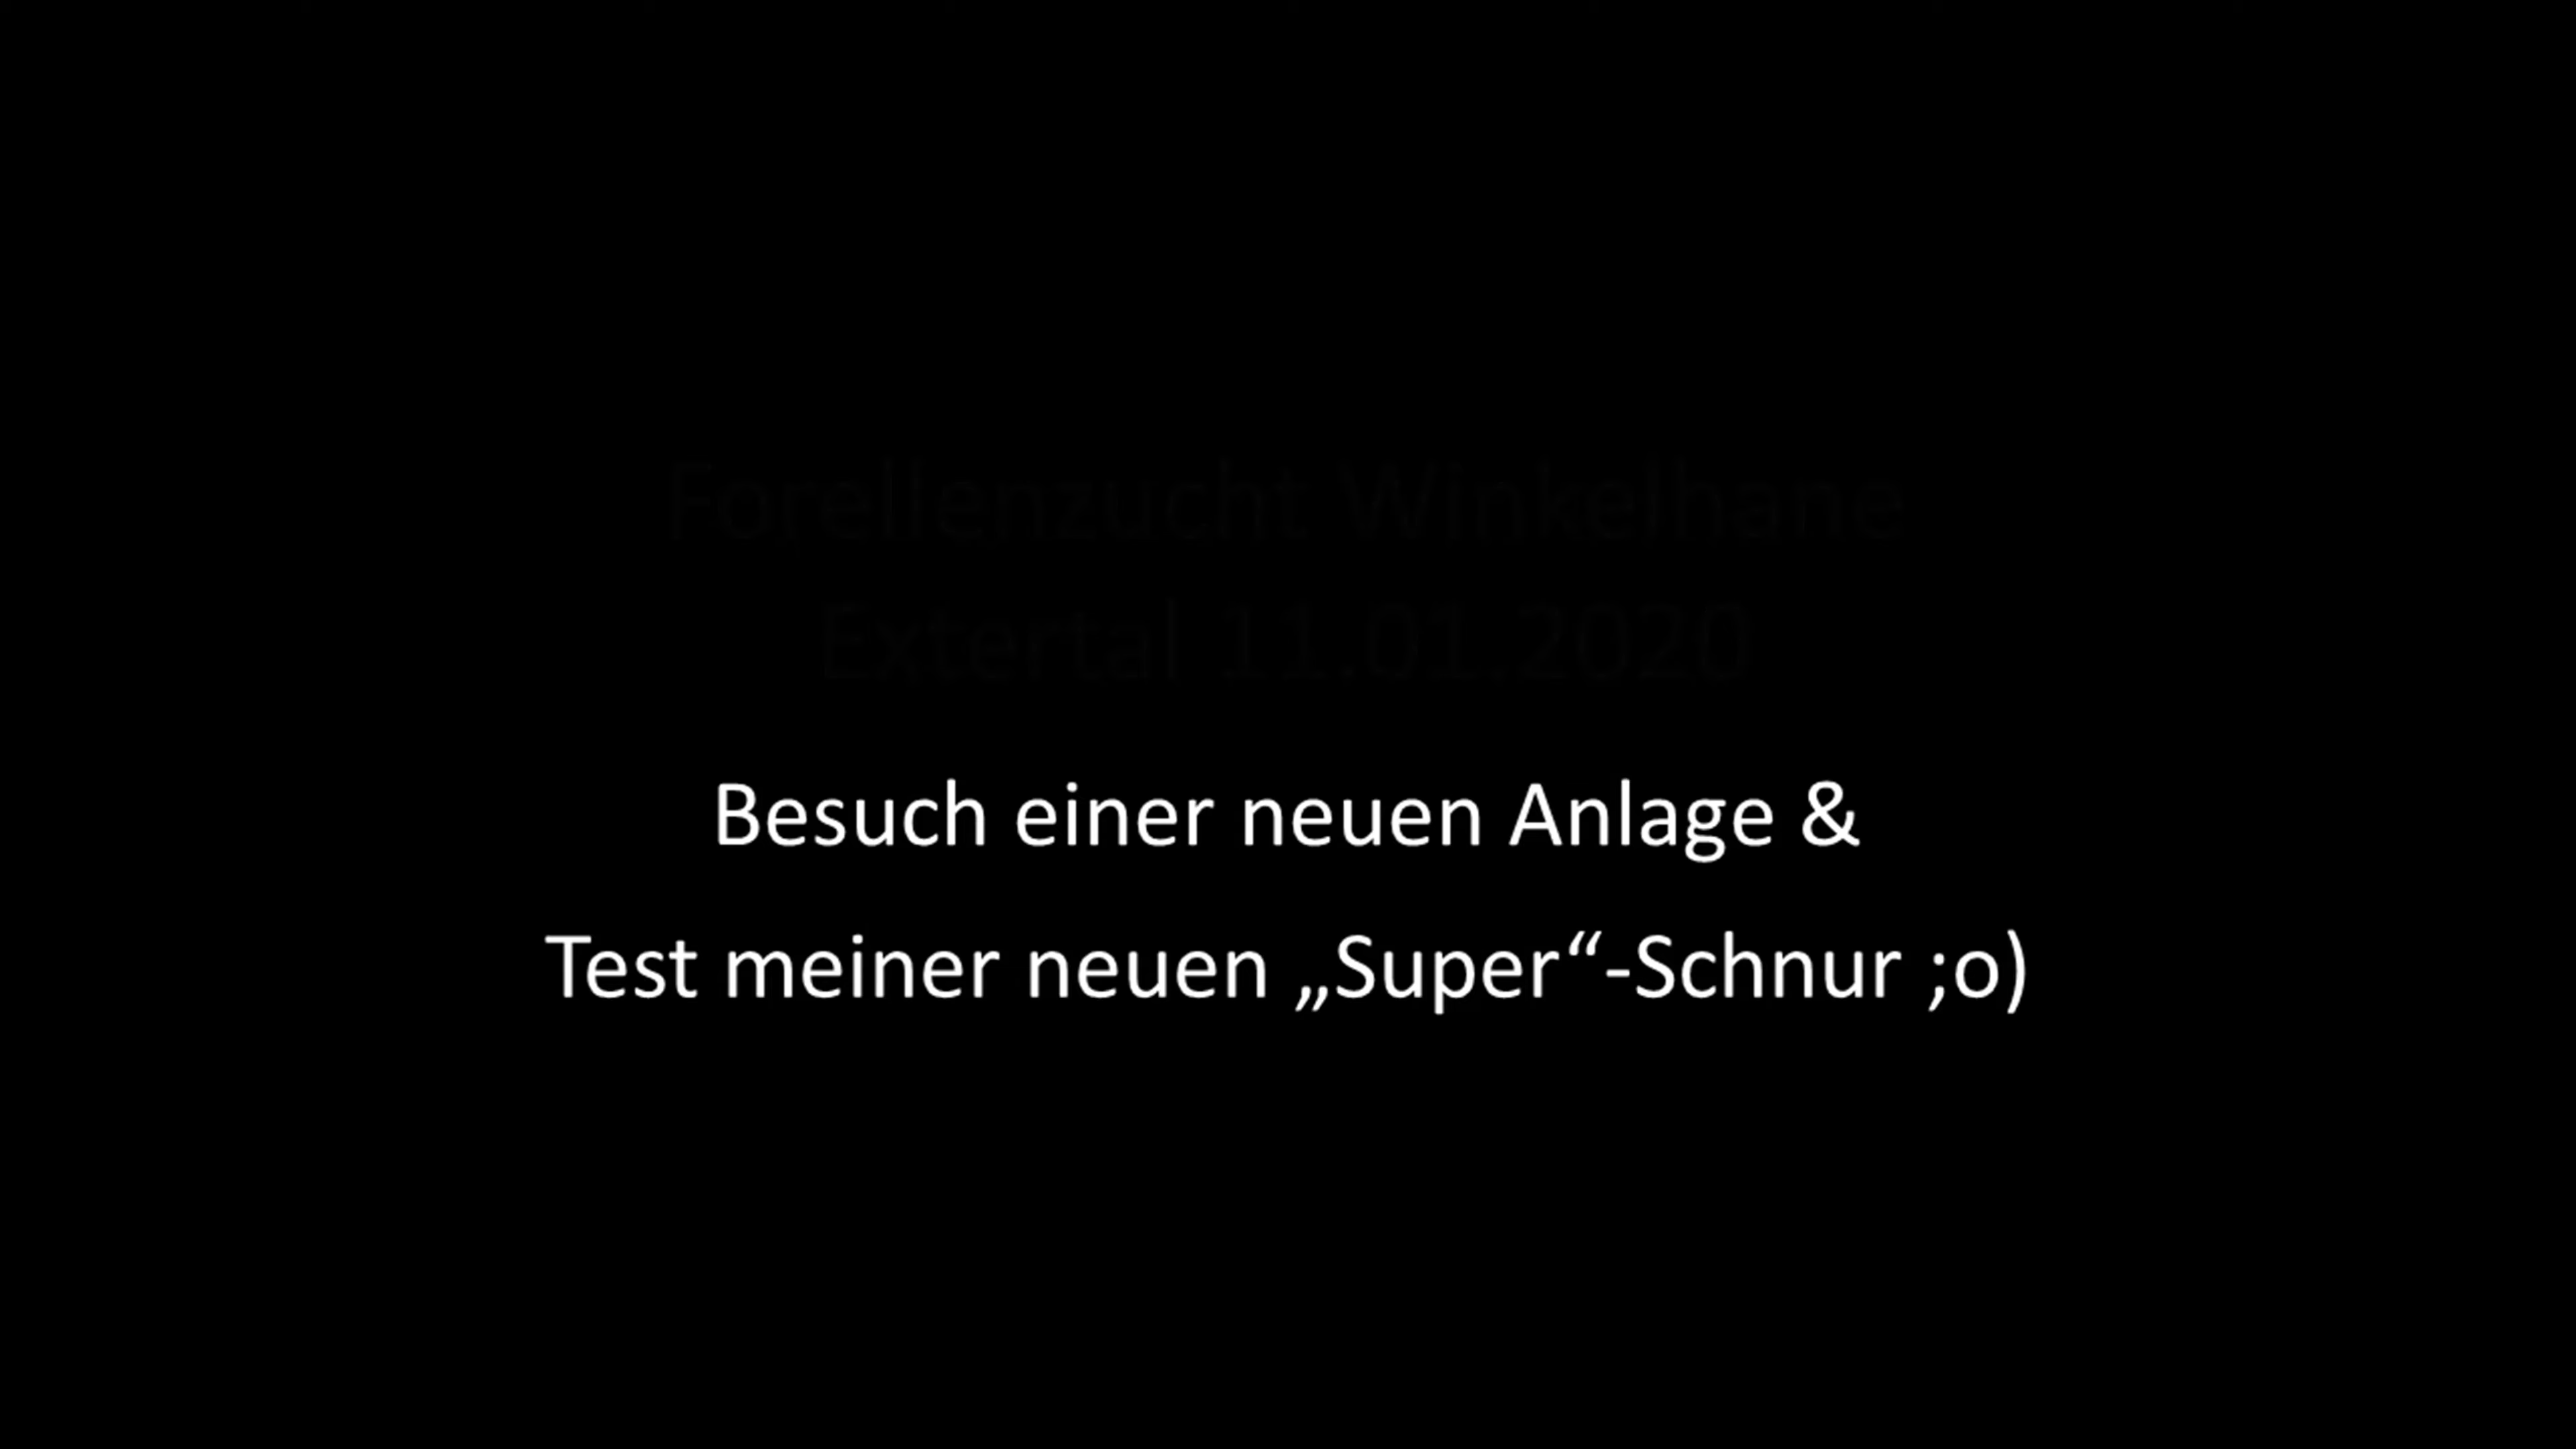 Forellenzucht Winkelhane
Extertal 11.01.2020
Besuch einer neuen Anlage &
Test meiner neuen „Super“-Schnur ;o)